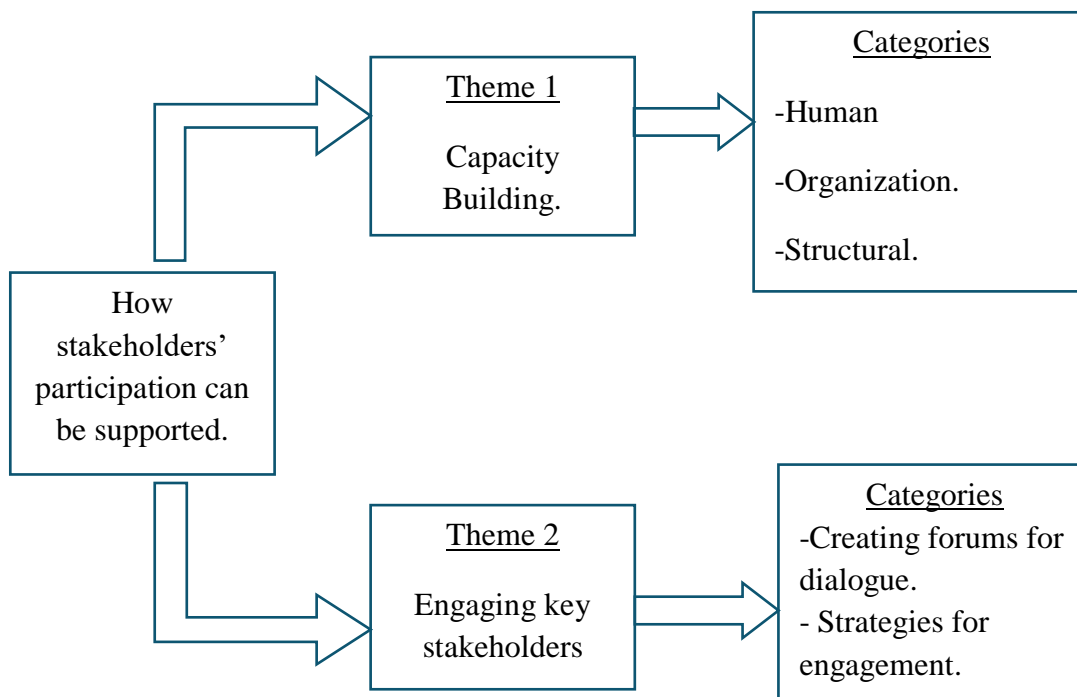 How
stakeholders’
participation can
be supported.
Theme 1
Capacity
Building.
Categories
-Human
-Organization.
-Structural.
Theme 2
Engaging key
stakeholders
Categories
-Creating forums for
dialogue.
- Strategies for
engagement.